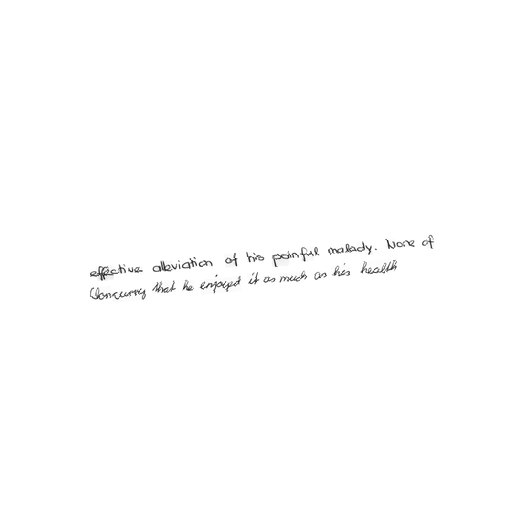 effective alleviation of his painful malady. None of
Cloncurry that he enjoyed it as much as his health